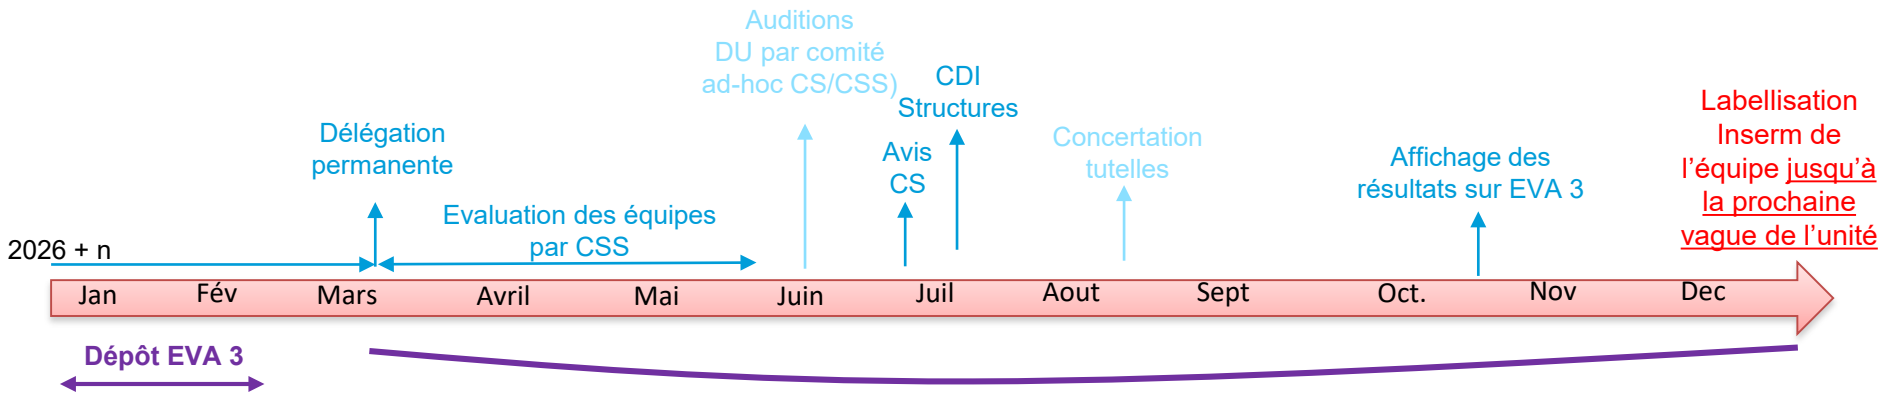 Auditions
DU par comité
ad-hoc CS/CSS)
CDI
Structures
Délégation
permanente
Avis
CS
Concertation
tutelles
Affichage des
résultats sur EVA 3
Labellisation
Inserm de
l’équipe jusqu’à
la prochaine
vague de l’unité
Evaluation des équipes
par CSS
2026 + n
Jan Fév Mars Avril Mai Juin Juil Aout Sept Oct. Nov Dec
Dépôt EVA 3